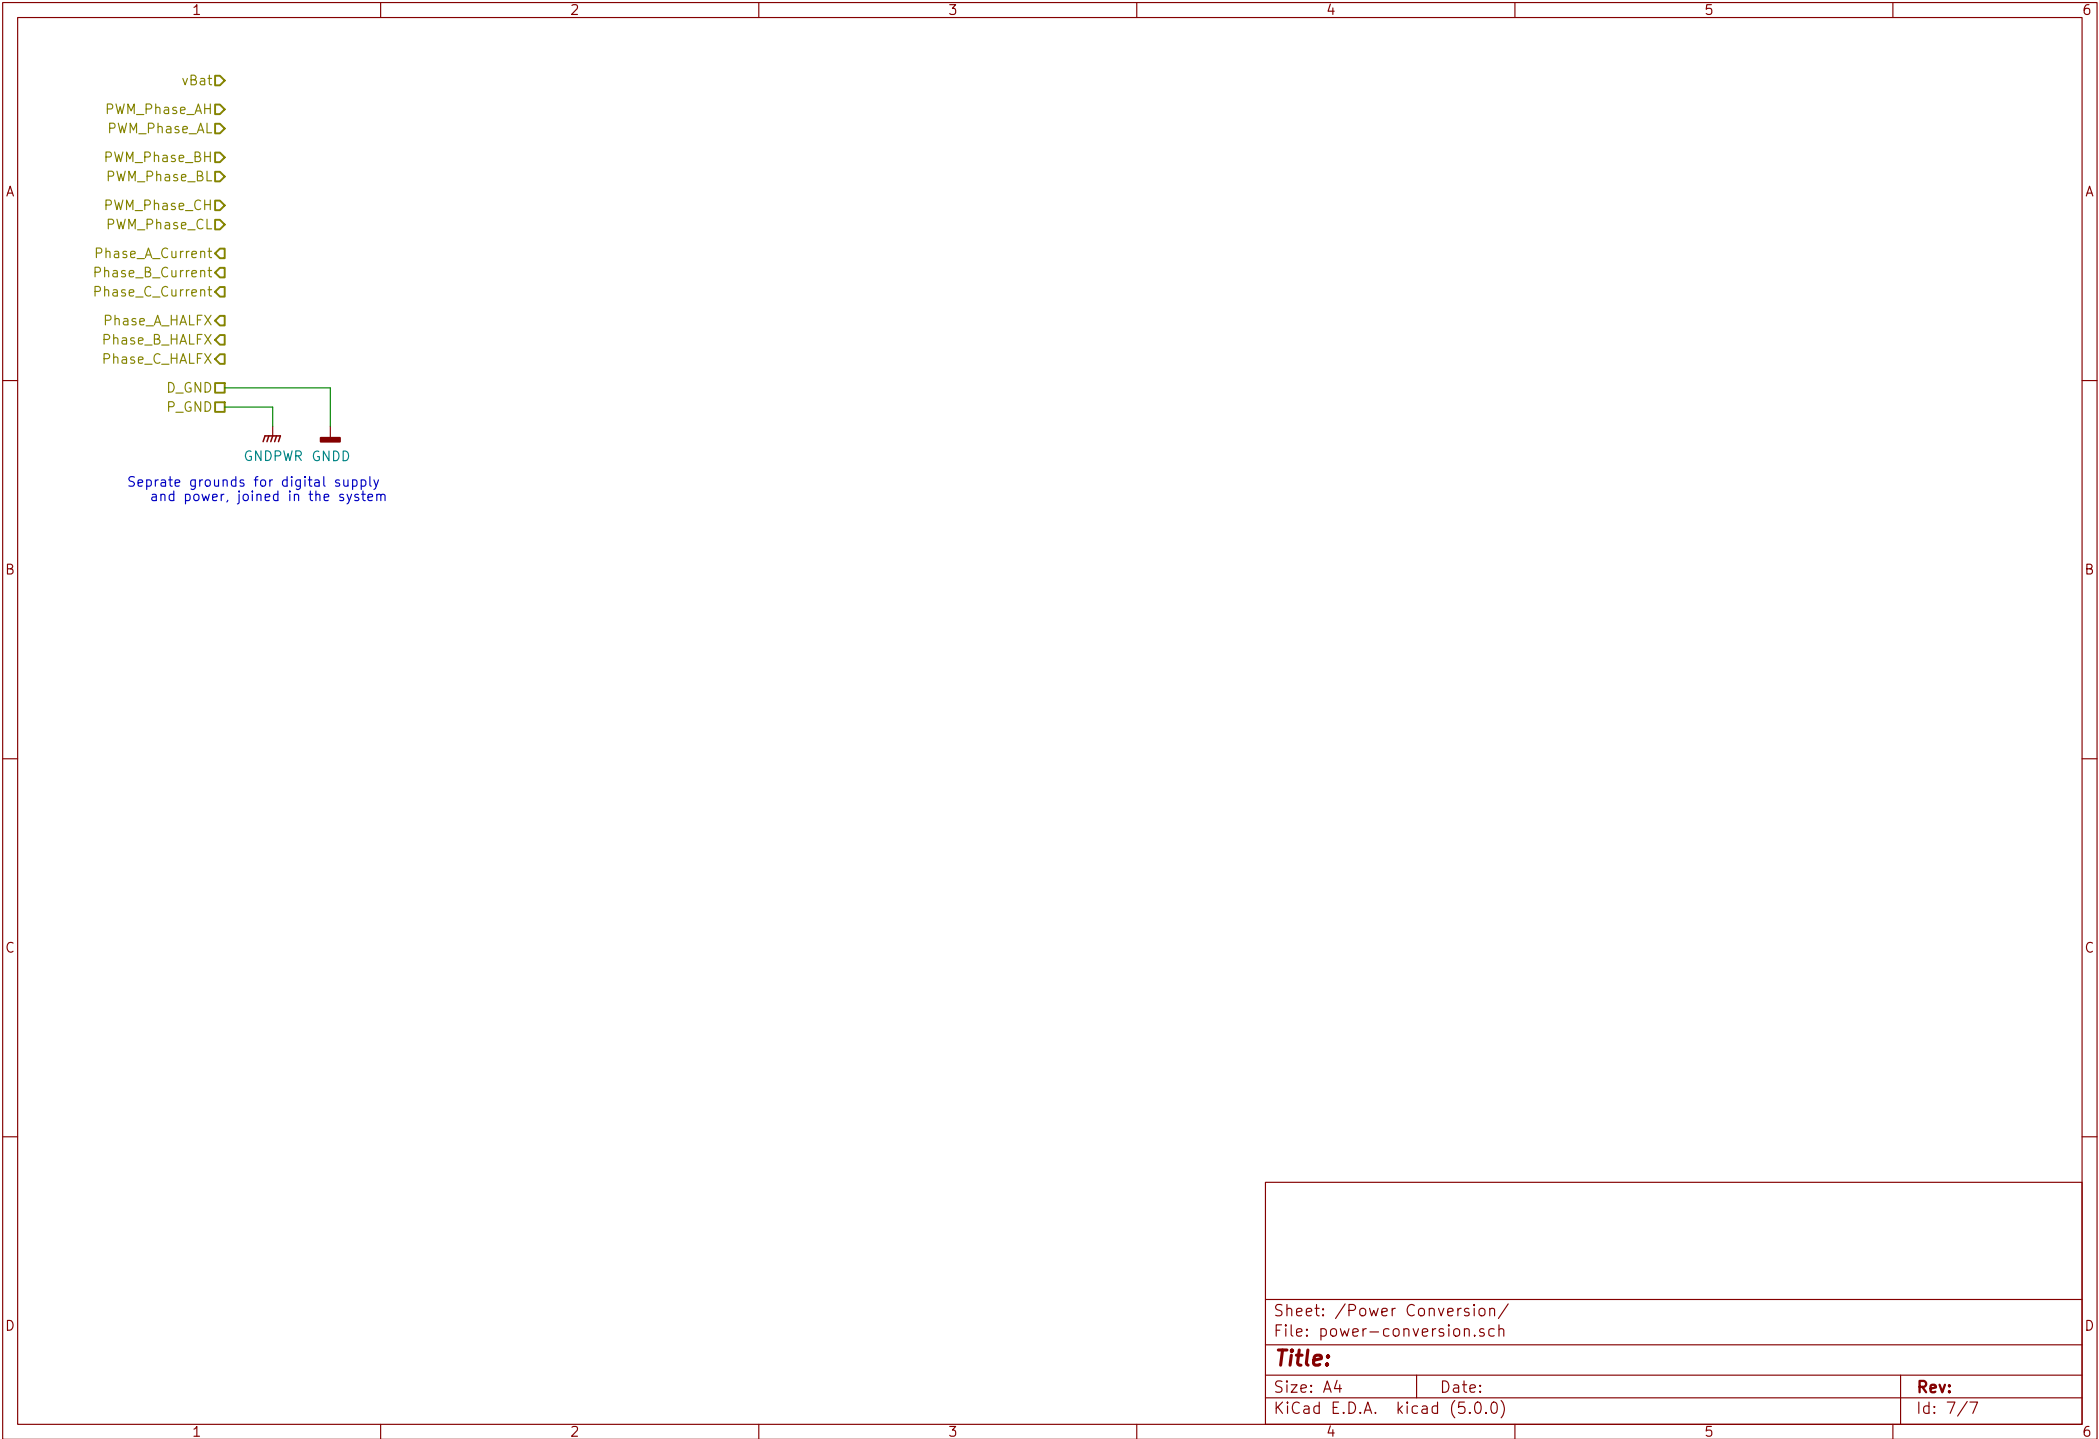 1 2 3 4 5 6
vBat
PWM_Phase_AH
PWM_Phase_AL
PWM_Phase_BH
PWM_Phase_BL
A A
PWM_Phase_CH
PWM_Phase_CL
Phase_A_Current
Phase_B_Current
Phase_C_Current
Phase_A_HALFX
Phase_B_HALFX
Phase_C_HALFX
D_GND
P_GND
GNDPWR GNDD
Seprate grounds for digital supply
and power, joined in the system
B B
C C
Sheet: /Power Conversion/
D D
File: power-conversion.sch
Title:
Size: A4 Date: Rev:
KiCad E.D.A. kicad (5.0.0) Id: 7/7
1 2 3 4 5 6